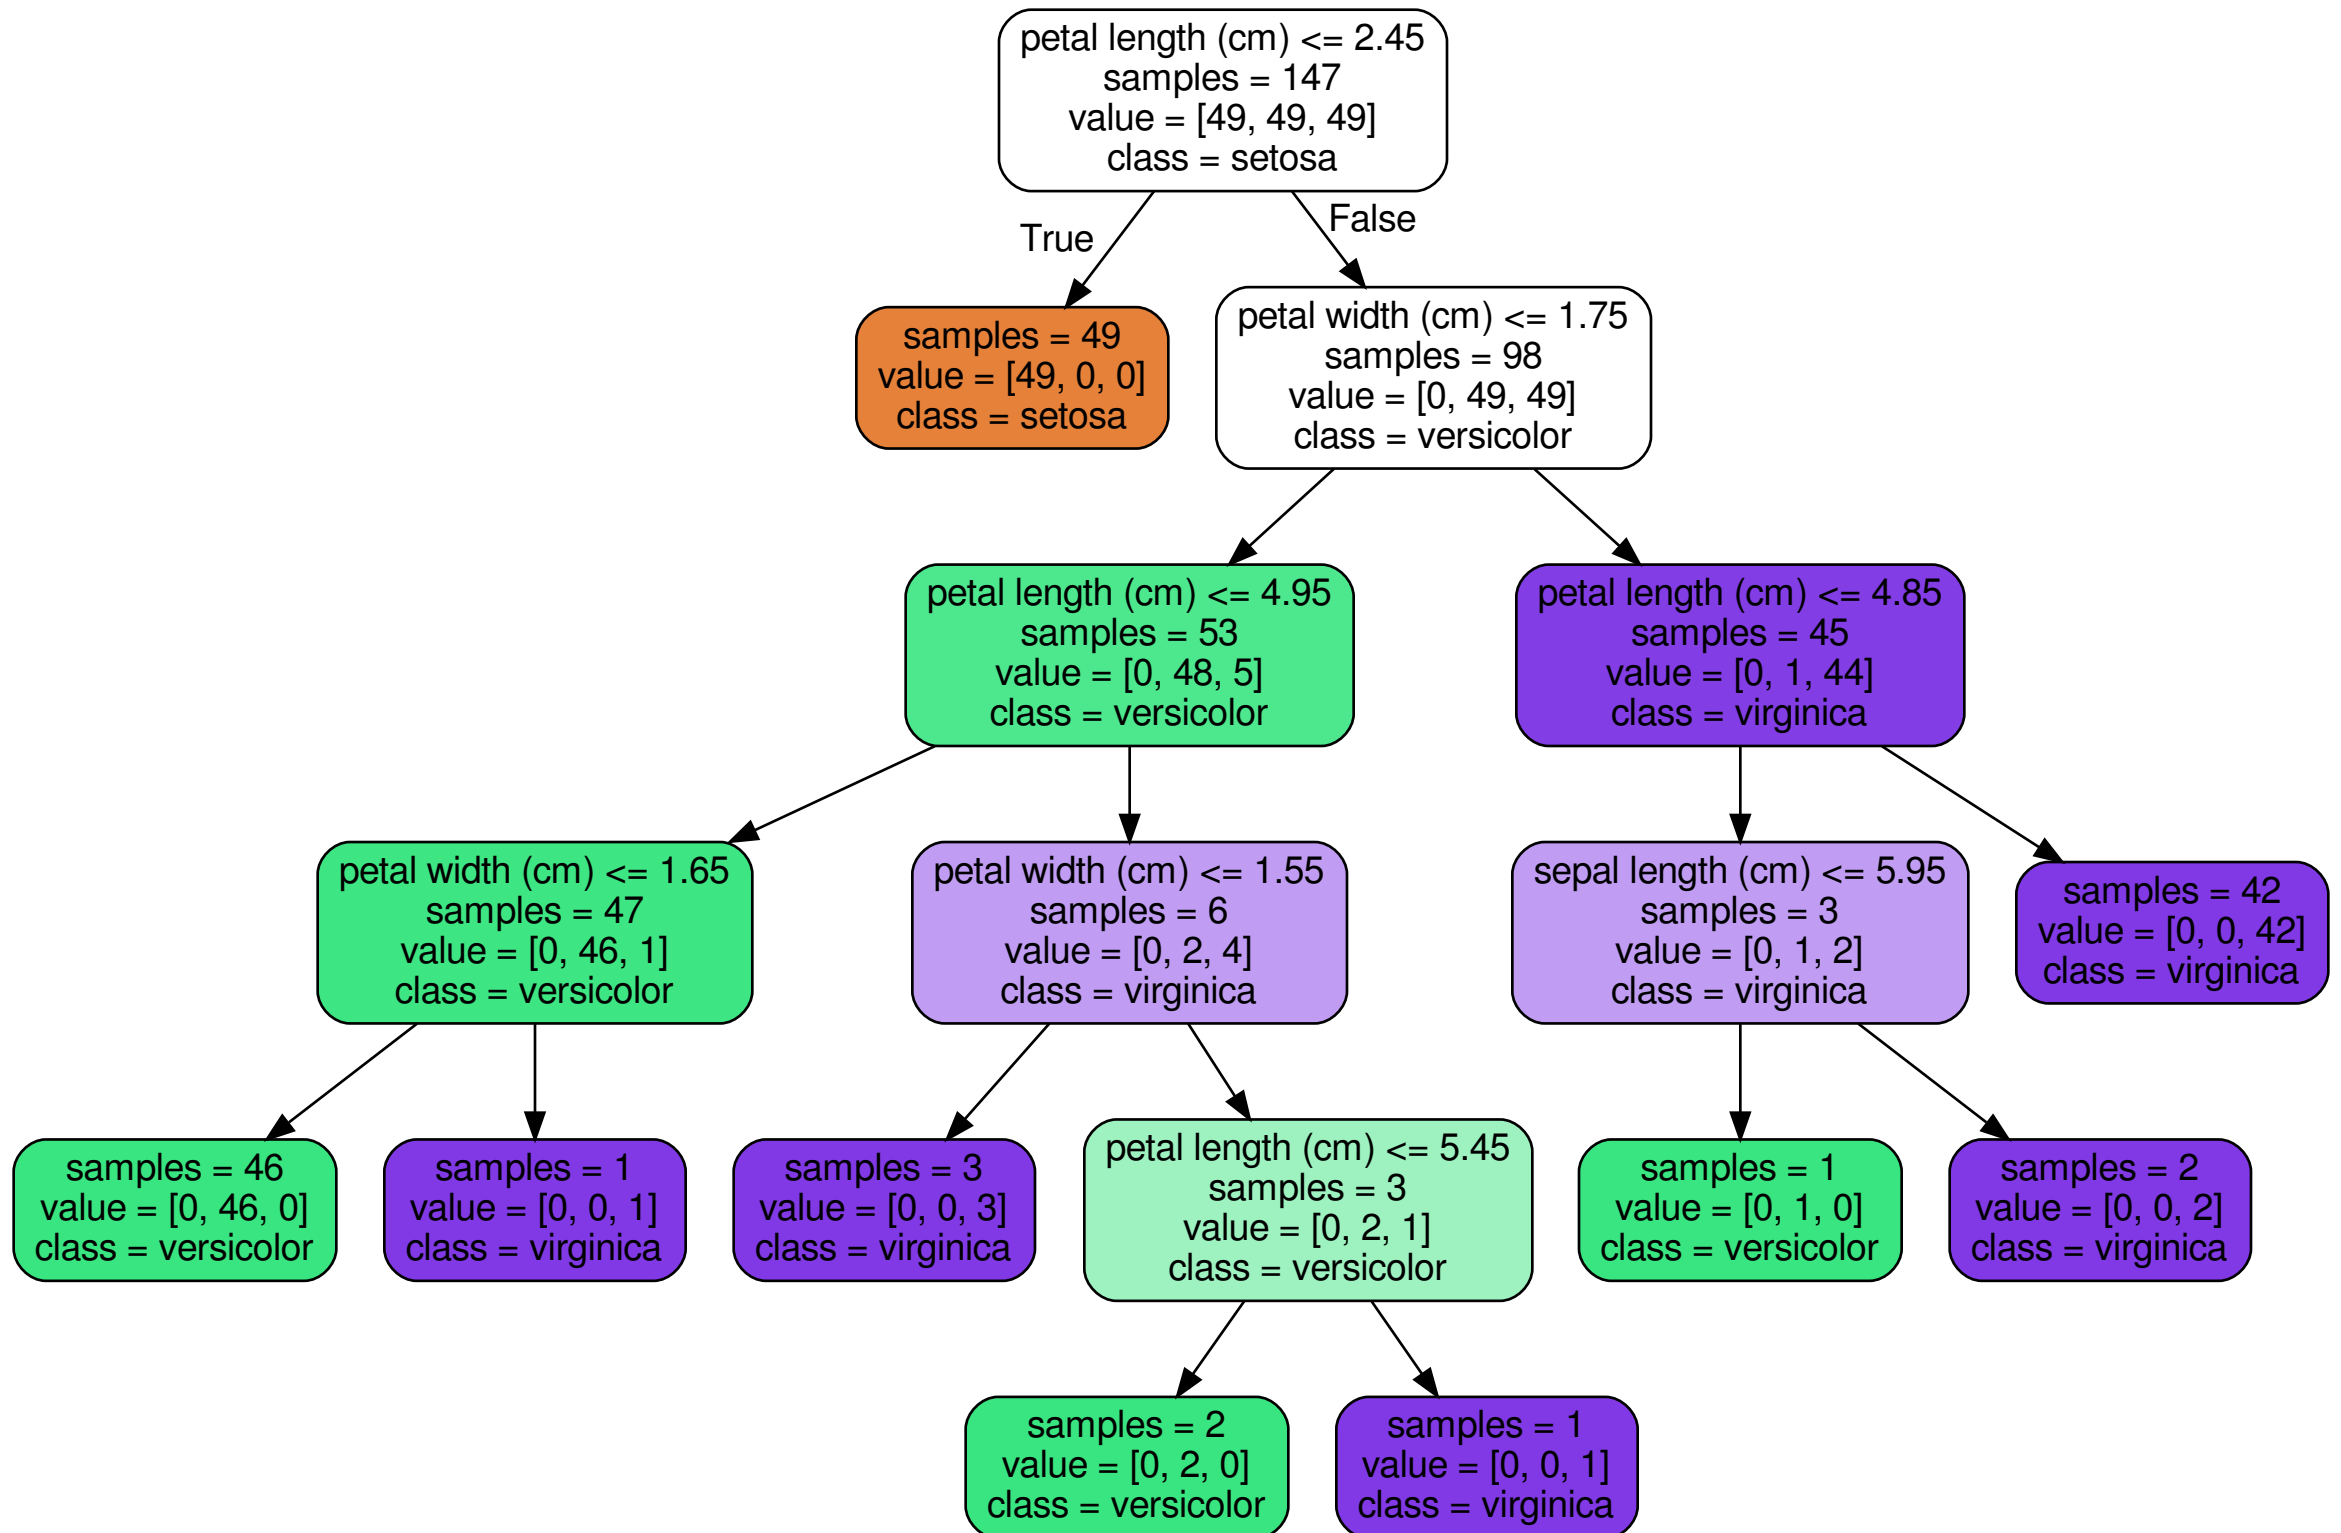 petal length (cm) <= 2.45
samples = 147
value = [49, 49, 49]
class = setosa
True
False
samples = 49
value = [49, 0, 0]
class = setosa
petal width (cm) <= 1.75
samples = 98
value = [0, 49, 49]
class = versicolor
petal length (cm) <= 4.95
samples = 53
value = [0, 48, 5]
class = versicolor
petal length (cm) <= 4.85
samples = 45
value = [0, 1, 44]
class = virginica
petal width (cm) <= 1.65
samples = 47
value = [0, 46, 1]
class = versicolor
petal width (cm) <= 1.55
samples = 6
value = [0, 2, 4]
class = virginica
sepal length (cm) <= 5.95
samples = 3
value = [0, 1, 2]
class = virginica
samples = 42
value = [0, 0, 42]
class = virginica
samples = 46
value = [0, 46, 0]
class = versicolor
samples = 1
value = [0, 0, 1]
class = virginica
samples = 3
value = [0, 0, 3]
class = virginica
petal length (cm) <= 5.45
samples = 3
value = [0, 2, 1]
class = versicolor
samples = 1
value = [0, 1, 0]
class = versicolor
samples = 2
value = [0, 0, 2]
class = virginica
samples = 2
value = [0, 2, 0]
class = versicolor
samples = 1
value = [0, 0, 1]
class = virginica